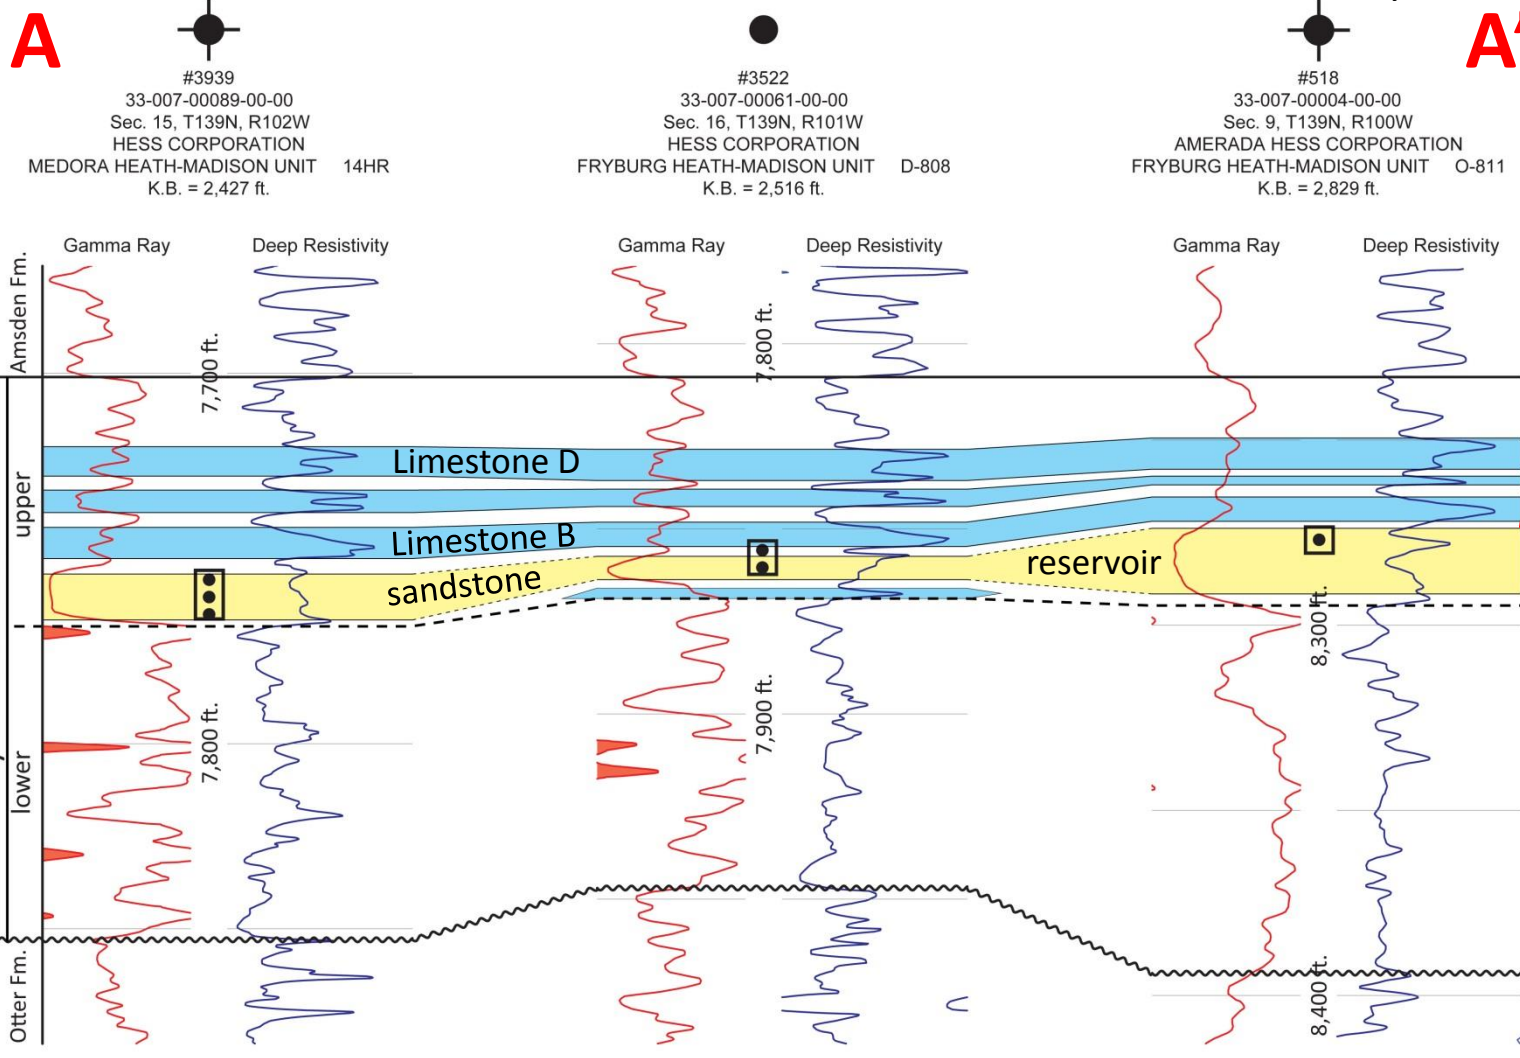 A
A'
#3939
33-007-00089-00-00
Sec. 15, T139N, R102W
HESS CORPORATION
MEDORA HEATH-MADISON UNIT 14HR
K.B. = 2,427 ft.
#3522
33-007-00061-00-00
Sec. 16, T139N, R101W
HESS CORPORATION
FRYBURG HEATH-MADISON UNIT D-808
K.B. = 2,516 ft.
#518
33-007-00004-00-00
Sec. 9, T139N, R100W
AMERADA HESS CORPORATION
FRYBURG HEATH-MADISON UNIT O-811
K.B. = 2,829 ft.
Gamma Ray
Deep Resistivity
Gamma Ray
Deep Resistivity
Gamma Ray
Deep Resistivity
Amsden Fm.
7,700 ft.
7,800 ft.
upper
Limestone D
Limestone B
sandstone
reservoir
8,300 ft.
lower
7,800 ft.
7,900 ft.
Otter Fm.
8,400 ft.